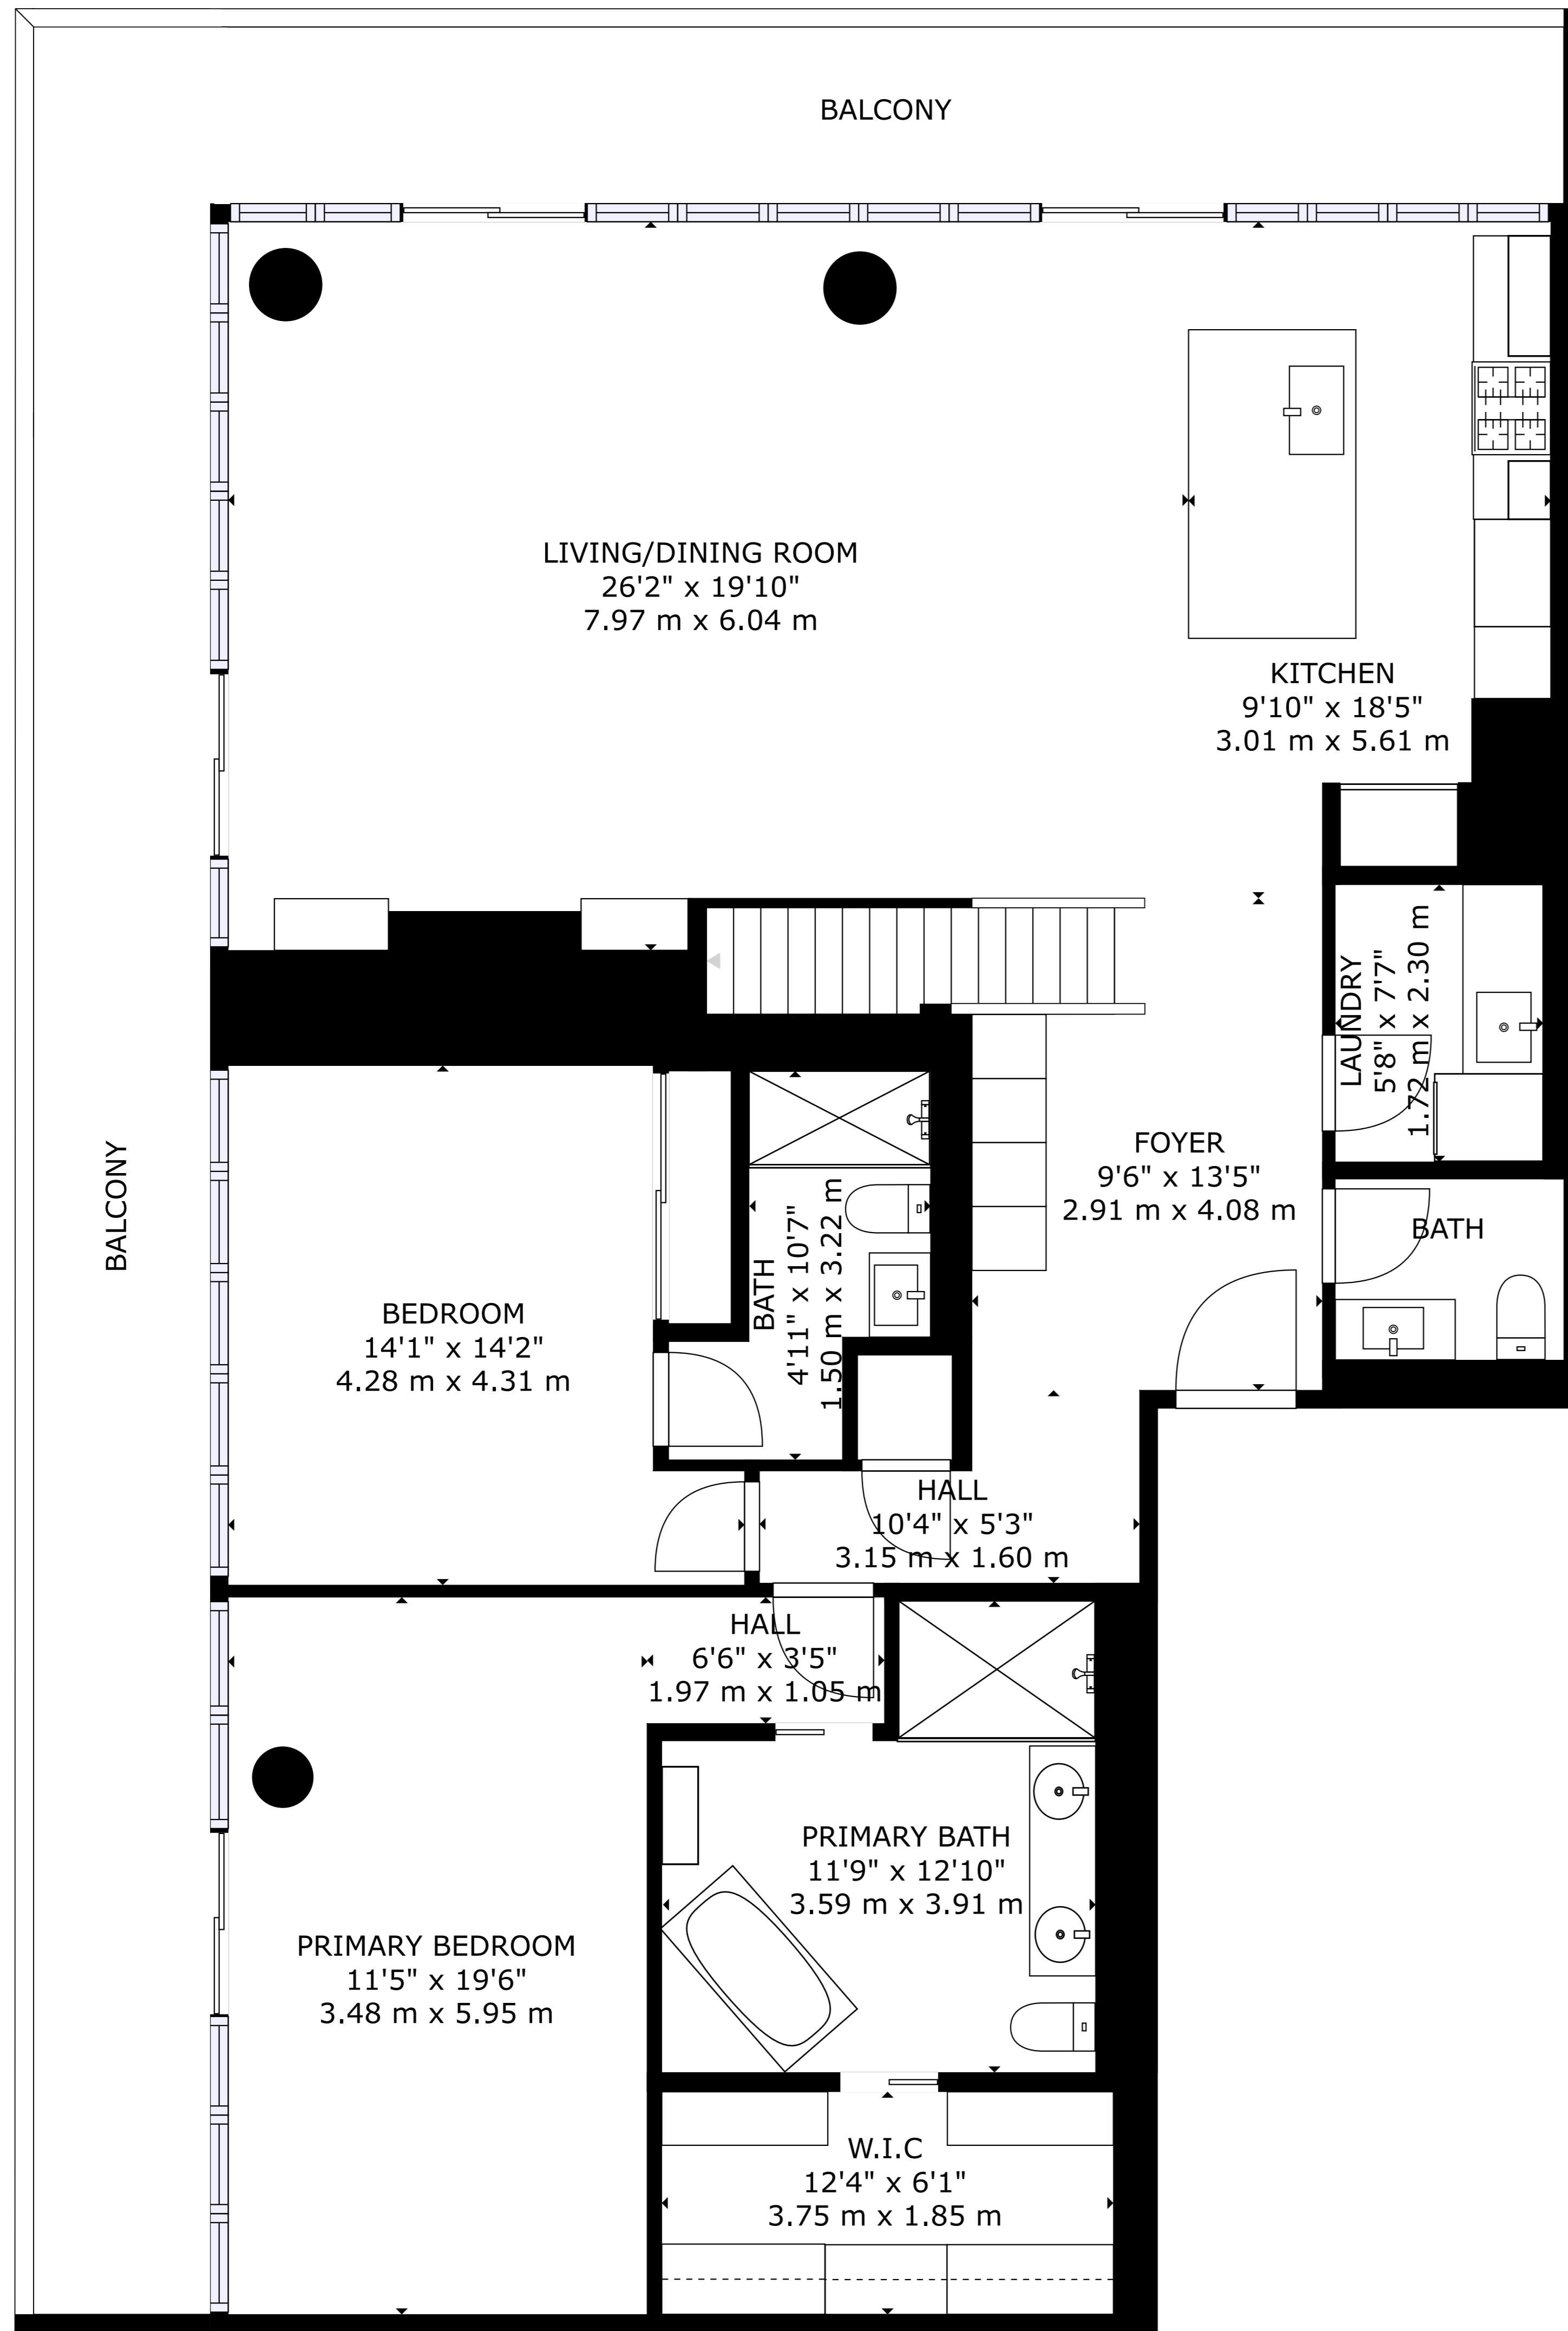 BALCONY
LIVING/DINING ROOM
26'2" x 19'10"
7.97 m x 6.04 m
KITCHEN
9'10" x 18'5"
3.01 m x 5.61 m
LAUNDRY
5'8" x 7'7"
1.72 m x 2.30 m
FOYER
9'6" x 13'5"
2.91 m x 4.08 m
BATH
BALCONY
BATH
4'11" x 10'7"
1.50 m x 3.22 m
BEDROOM
14'1" x 14'2"
4.28 m x 4.31 m
HALL
10'4" x 5'3"
3.15 m x 1.60 m
HALL
6'6" x 3'5"
1.97 m x 1.05 m
PRIMARY BATH
11'9" x 12'10"
3.59 m x 3.91 m
PRIMARY BEDROOM
11'5" x 19'6"
3.48 m x 5.95 m
W.I.C
12'4" x 6'1"
3.75 m x 1.85 m